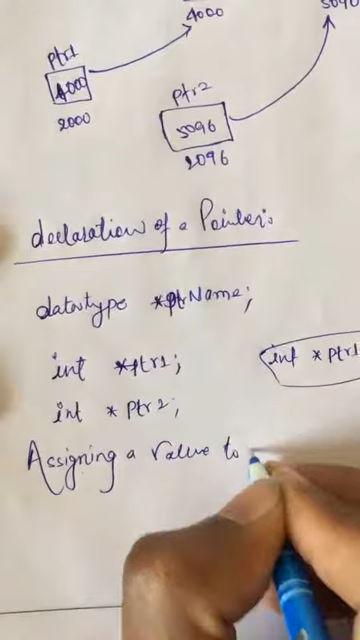 4000
5096
ptr1
4000
2000
ptr2
5096
2096
declaration of a Pointer:
datatype *ptrName;
int *ptr1;
int *ptr1
int *ptr2;
Assigning a value to